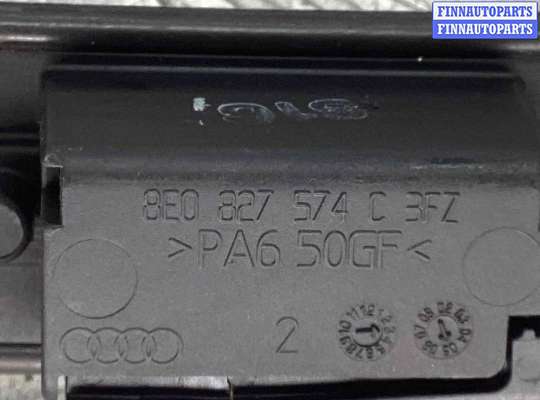 FINNAUTOPARTS
FINNAUTOPARTS
8E0 827 574 C 3FZ
>PA6 50GF<
2